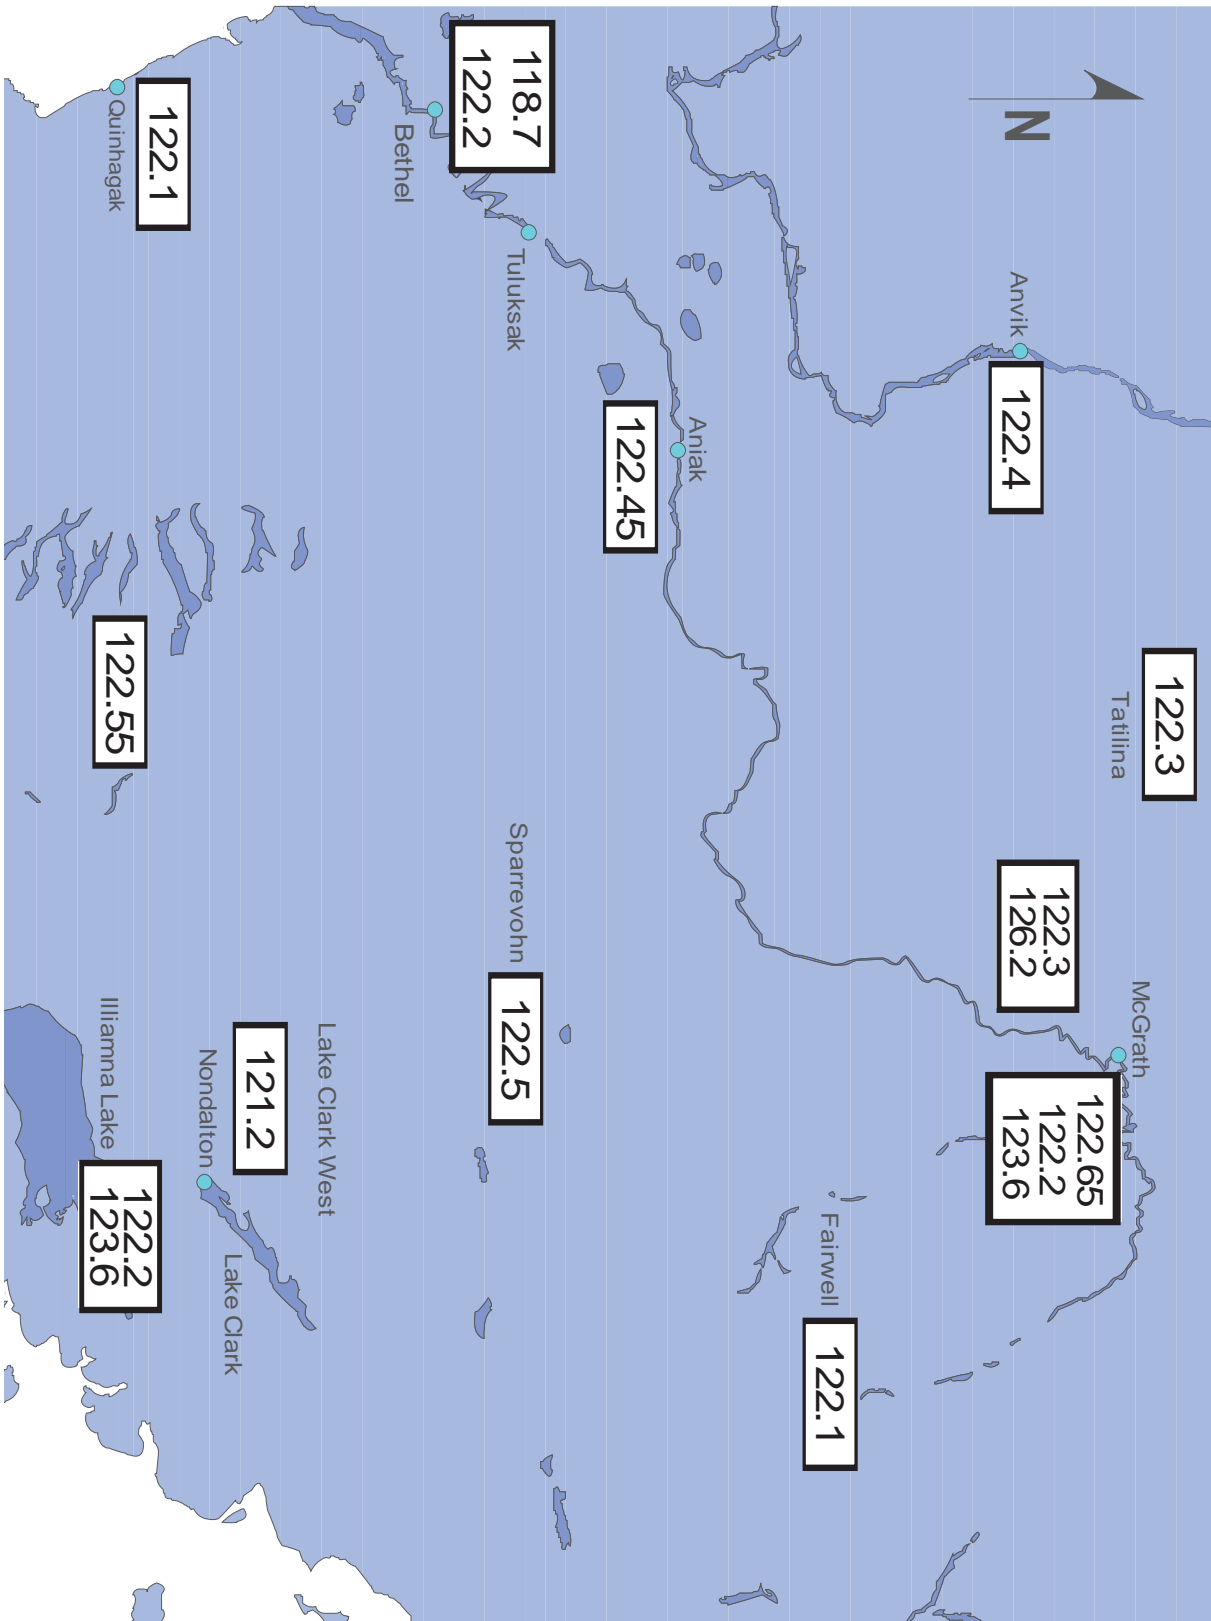 N
Anvik
122.4
122.3
Tatilina
McGrath
122.3
126.2
122.65
122.2
123.6
Fairwell
122.1
Aniak
122.45
118.7
122.2
Bethel
Tuluksak
Sparrevohn
122.5
Quinhagak
122.1
122.55
Lake Clark West
121.2
Nondalton
Lake Clark
Illiamna Lake
122.2
123.6